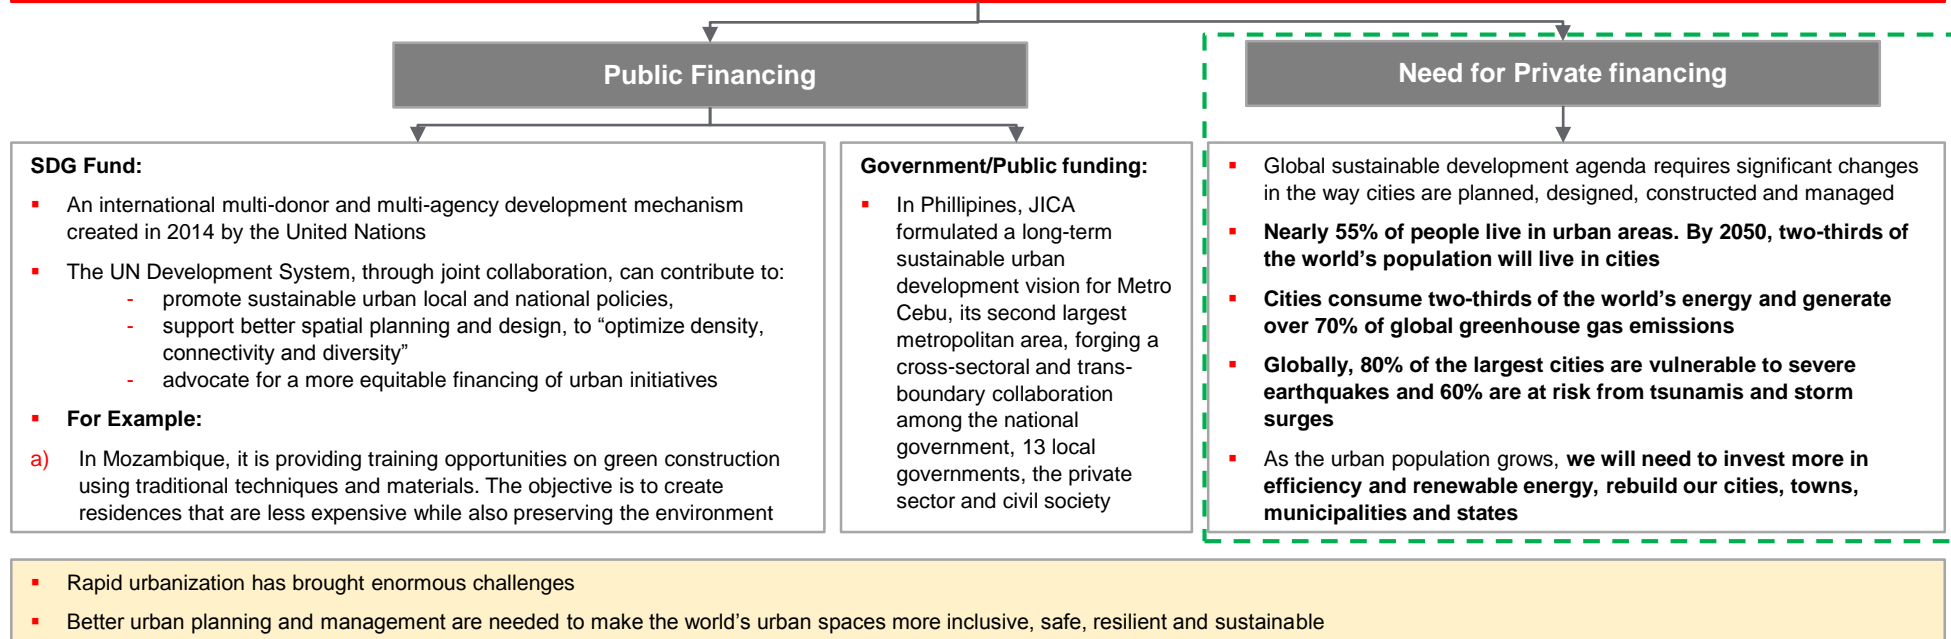 Public Financing
Need for Private financing
SDG Fund:
▪ An international multi-donor and multi-agency development mechanism
created in 2014 by the United Nations
▪ The UN Development System, through joint collaboration, can contribute to:
- promote sustainable urban local and national policies,
- support better spatial planning and design, to “optimize density,
connectivity and diversity”
- advocate for a more equitable financing of urban initiatives
▪ For Example:
a) In Mozambique, it is providing training opportunities on green construction
using traditional techniques and materials. The objective is to create
residences that are less expensive while also preserving the environment
Government/Public funding:
▪ In Phillipines, JICA
formulated a long-term
sustainable urban
development vision for Metro
Cebu, its second largest
metropolitan area, forging a
cross-sectoral and trans-
boundary collaboration
among the national
government, 13 local
governments, the private
sector and civil society
▪ Global sustainable development agenda requires significant changes
in the way cities are planned, designed, constructed and managed
▪ Nearly 55% of people live in urban areas. By 2050, two-thirds of
the world’s population will live in cities
▪ Cities consume two-thirds of the world’s energy and generate
over 70% of global greenhouse gas emissions
▪ Globally, 80% of the largest cities are vulnerable to severe
earthquakes and 60% are at risk from tsunamis and storm
surges
▪ As the urban population grows, we will need to invest more in
efficiency and renewable energy, rebuild our cities, towns,
municipalities and states
▪ Rapid urbanization has brought enormous challenges
▪ Better urban planning and management are needed to make the world’s urban spaces more inclusive, safe, resilient and sustainable